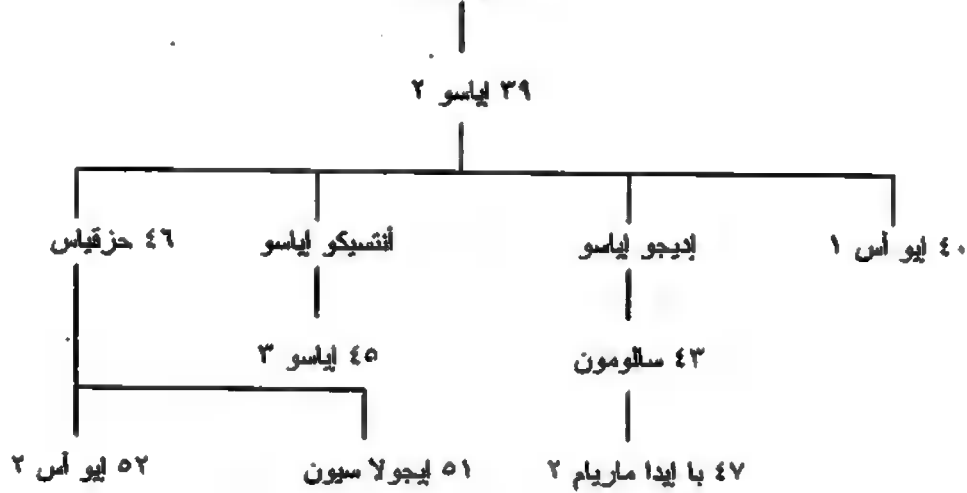 ٣٩ إياسو ٢
٤٠ إيو أس ١
إديجو إياسو
أنتسيكو إياسو
٤٦ حزقياس
٤٣ سالومون
٤٥ إياسو ٣
٤٧ با إيدا ماريام ٢
٥١ إيجولا سيون
٥٢ إيو أس ٢